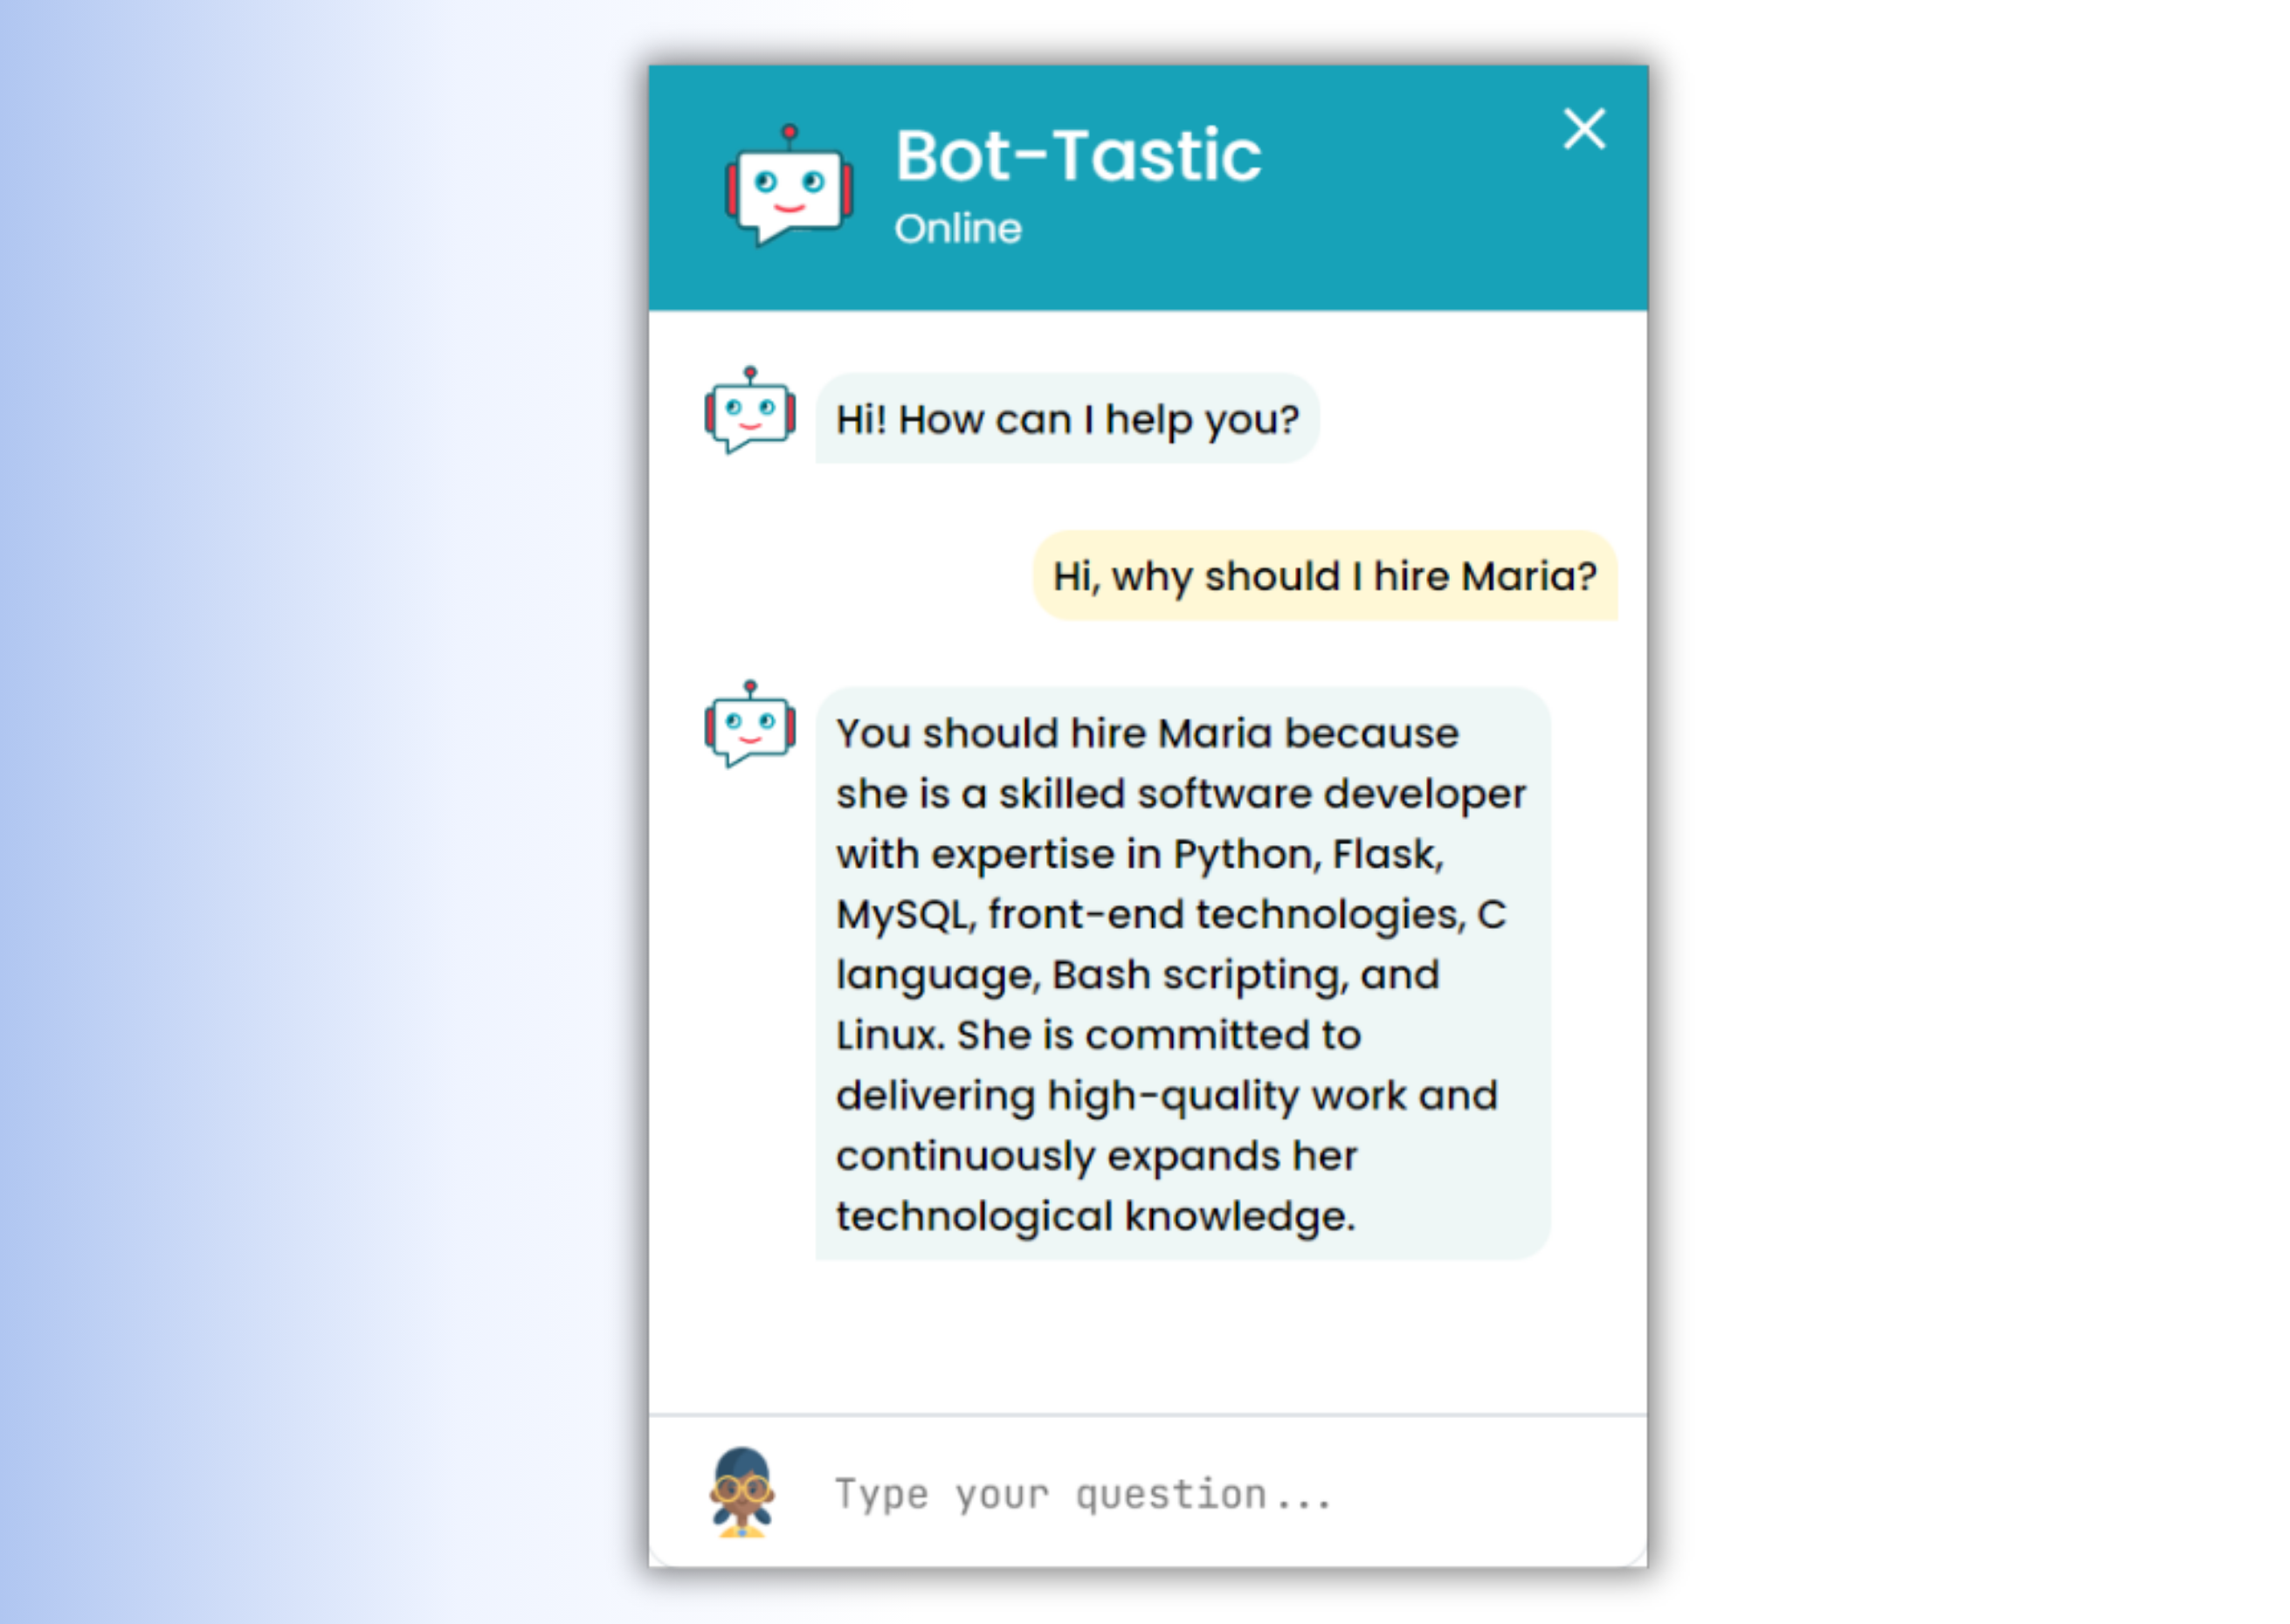 Bot-Tastic
Online
Hi! How can I help you?
Hi, why should I hire Maria?
You should hire Maria because
she is a skilled software developer
with expertise in Python, Flask,
MySQL, front-end technologies, C
language, Bash scripting, and
Linux. She is committed to
delivering high-quality work and
continuously expands her
technological knowledge.
Type your question...